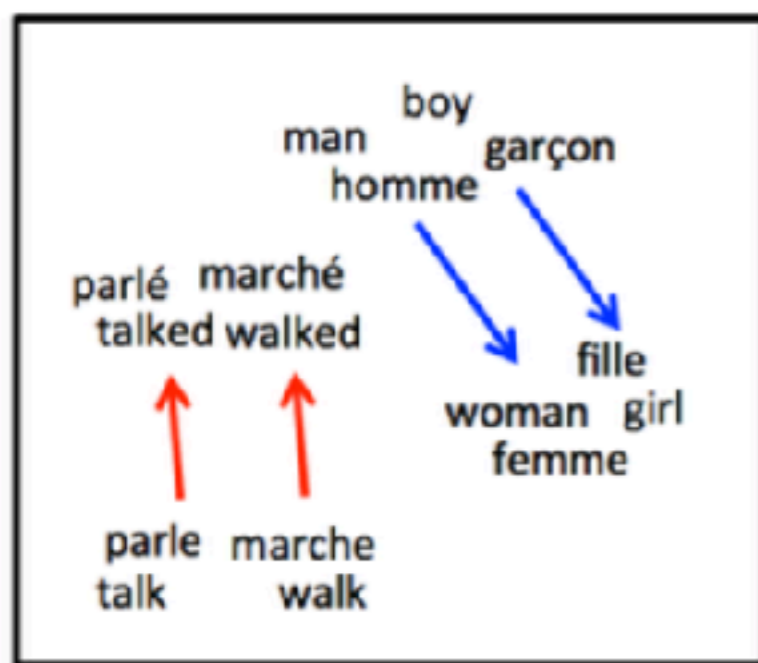 boy
man garçon
homme
parlé marché
talked walked
fille
woman girl
femme
parle marche
talk walk